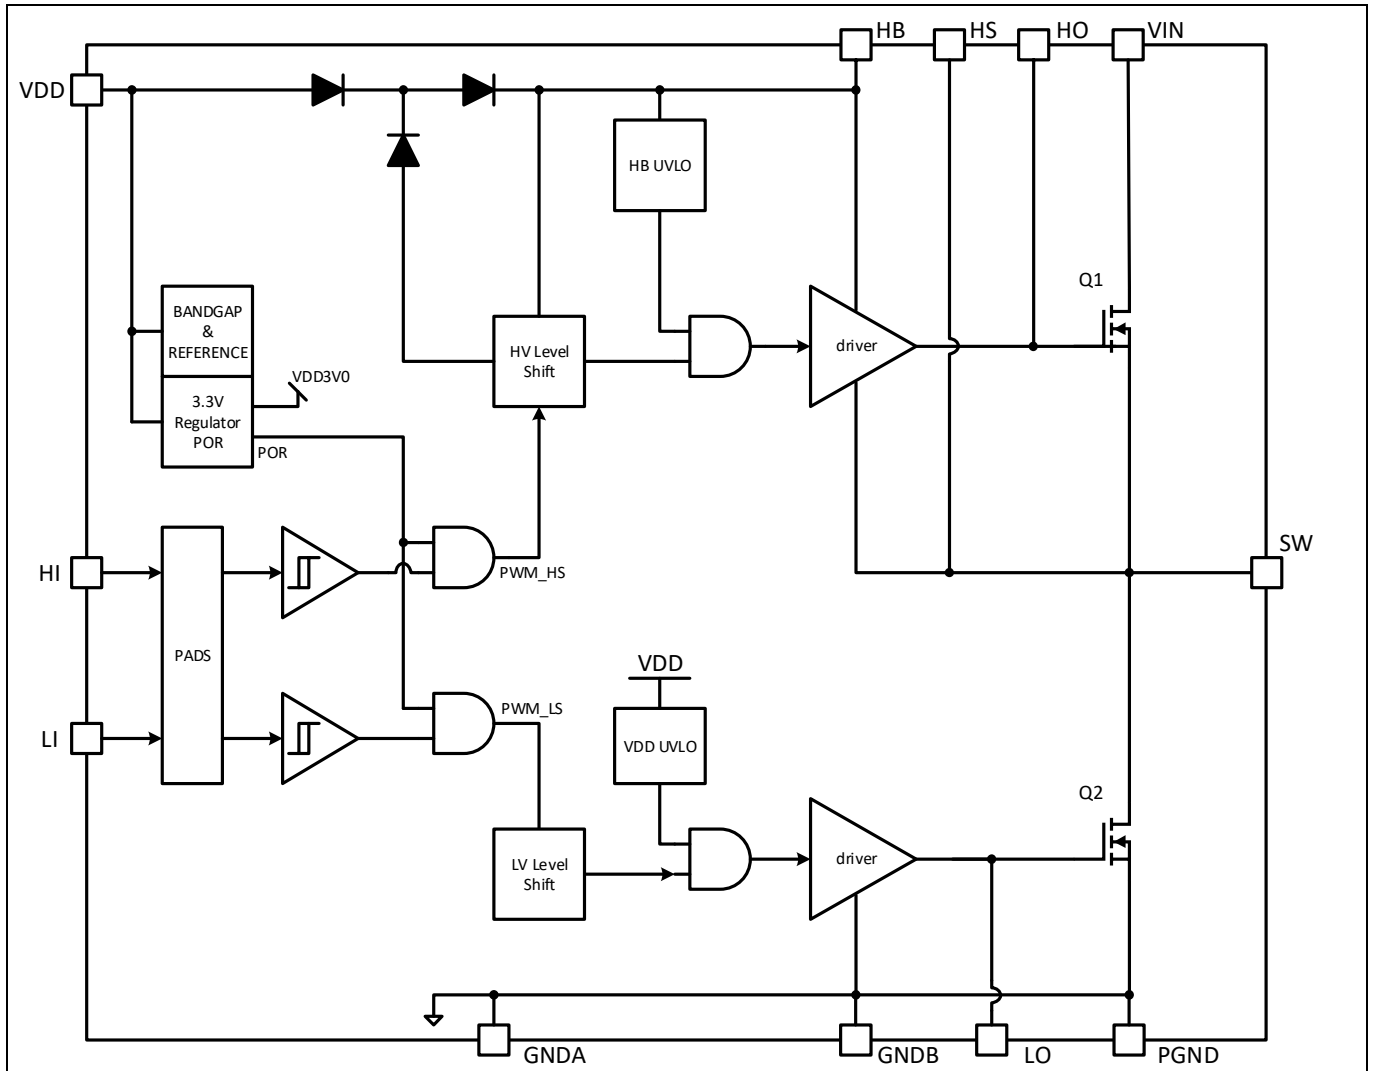 HB
HS
HO
VIN
VDD
HB UVLO
Q1
BANDGAP
&
REFERENCE
HV Level
Shift
driver
VDD3V0
3.3V
Regulator
POR
POR
HI
PWM_HS
SW
PADS
VDD
LI
PWM_LS
VDD UVLO
Q2
LV Level
Shift
driver
GNDA
GNDB
LO
PGND